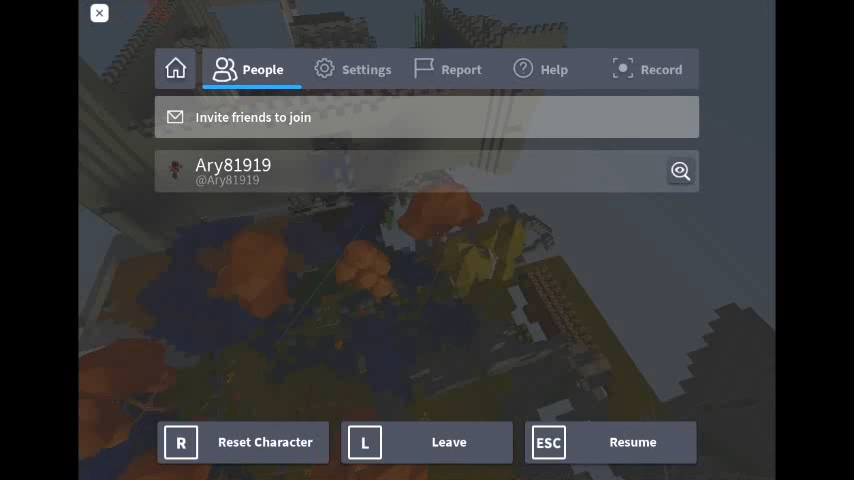 People
Settings
Report
Help
Record
Invite friends to join
Ary81919
@Ary81919
R Reset Character
L Leave
ESC Resume